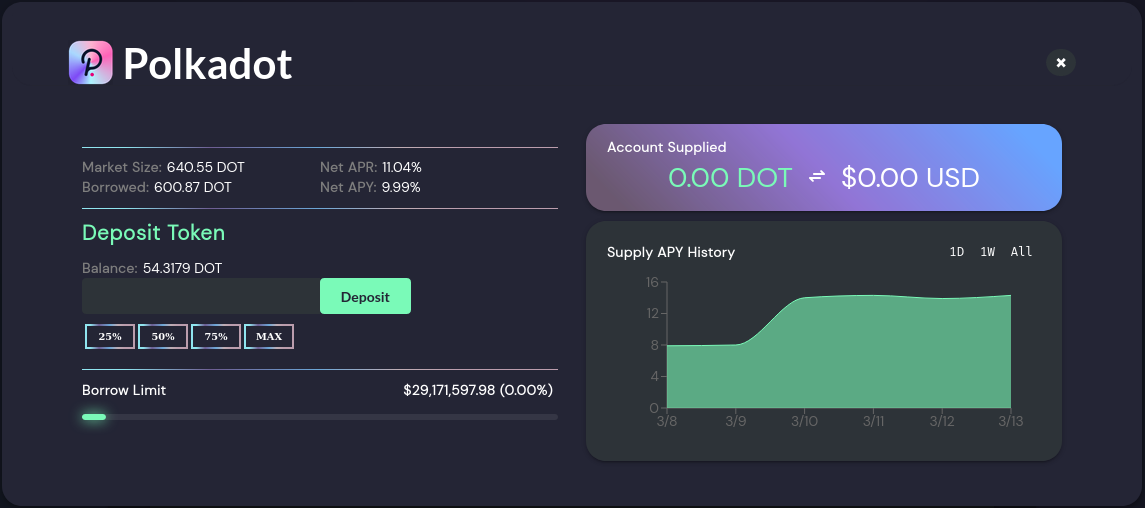 Polkadot
Market Size: 640.55 DOT
Net APR: 11.04%
Borrowed: 600.87 DOT
Net APY: 9.99%
Deposit Token
Balance: 54.3179 DOT
Deposit
25% 50% 75% MAX
Borrow Limit
$29,171,597.98 (0.00%)
Account Supplied
0.00 DOT ⇌ $0.00 USD
Supply APY History
1D 1W All
16
12
8
4
0
3/8 3/9 3/10 3/11 3/12 3/13